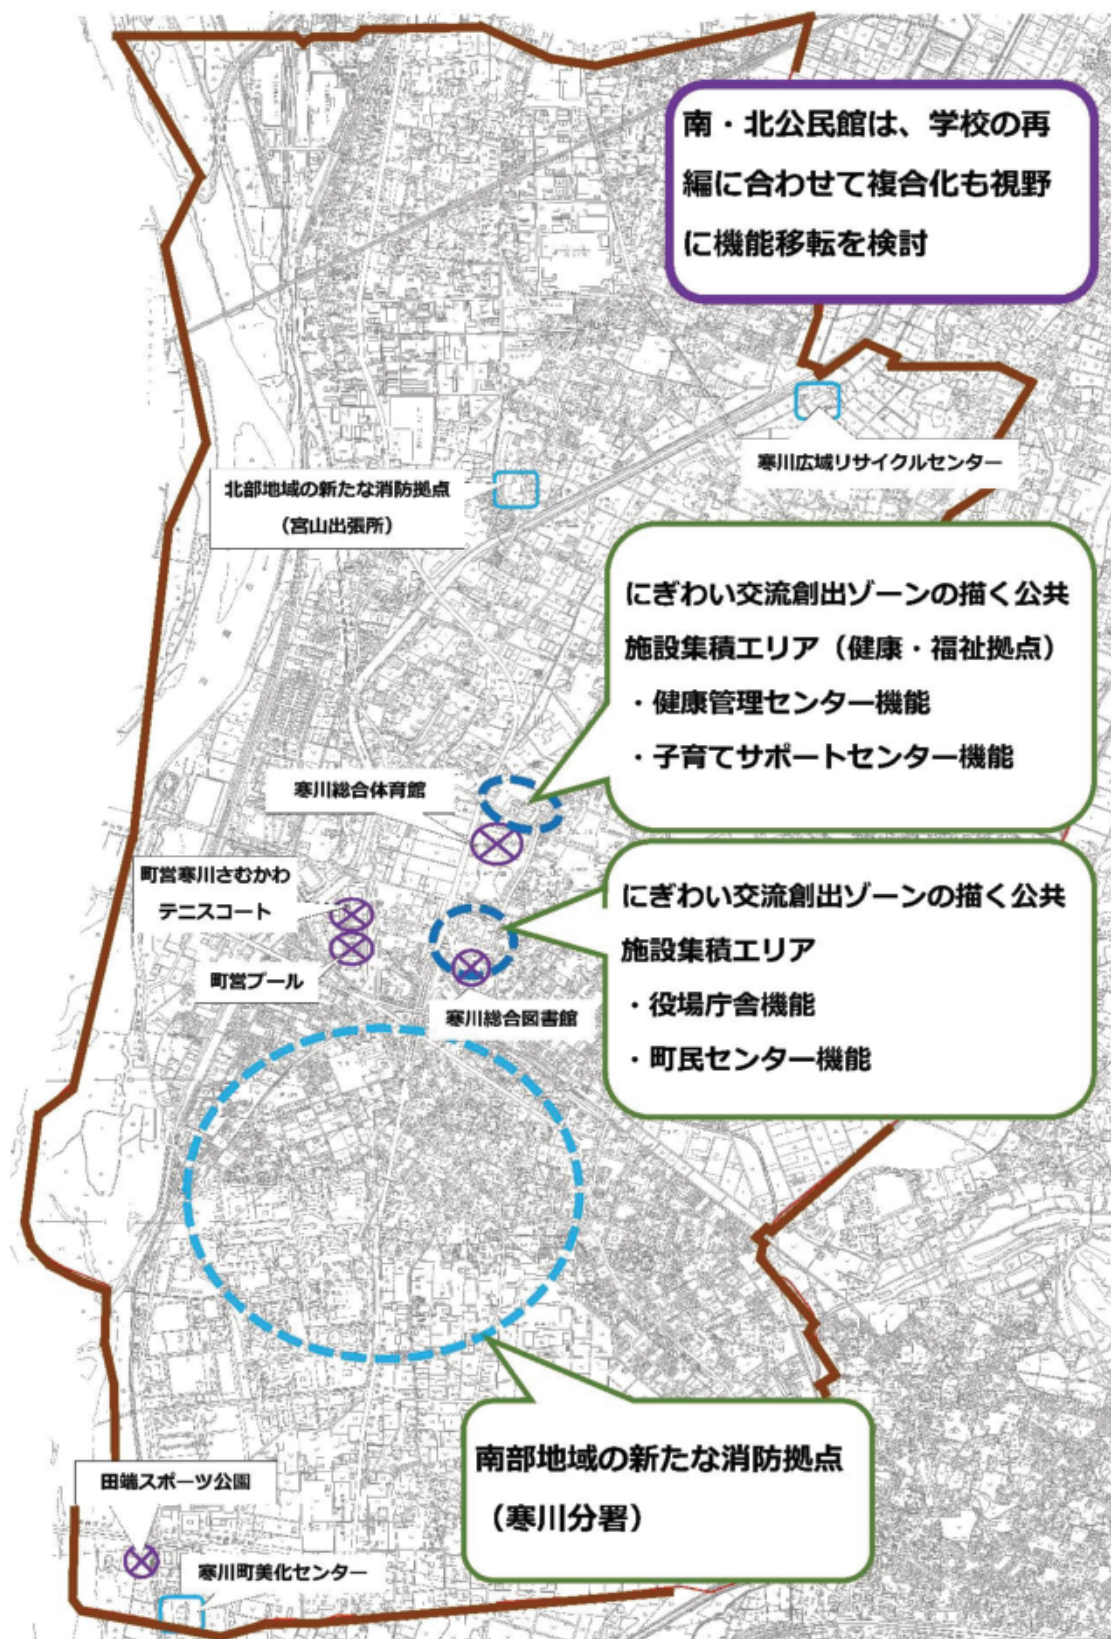 南・北公民館は、学校の再
編に合わせて複合化も視野
に機能移転を検討
寒川広域リサイクルセンター
北部地域の新たな消防拠点
（宮山出張所）
にぎわい交流創出ゾーンの描く公共
施設集積エリア（健康・福祉拠点）
・健康管理センター機能
・子育てサポートセンター機能
寒川総合体育館
町営寒川さむかわ
テニスコート
町営プール
にぎわい交流創出ゾーンの描く公共
施設集積エリア
・役場庁舎機能
・町民センター機能
寒川総合図書館
南部地域の新たな消防拠点
（寒川分署）
田端スポーツ公園
寒川町美化センター